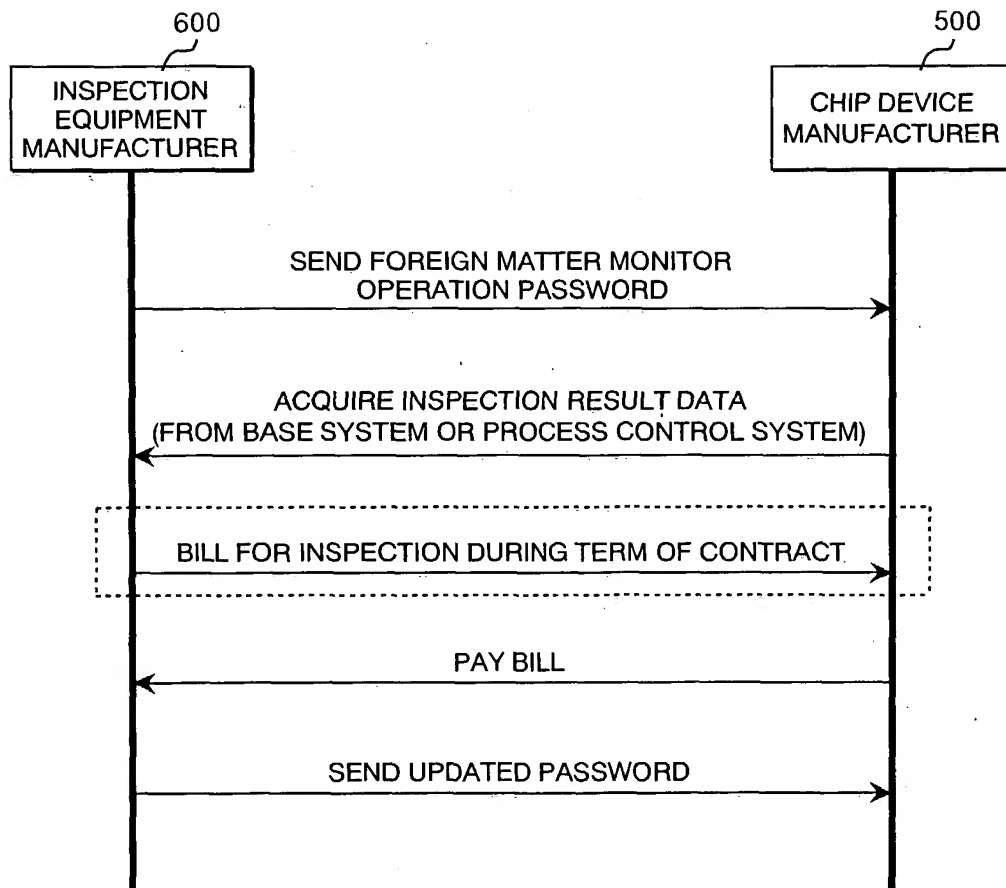 600
500
INSPECTION
EQUIPMENT
MANUFACTURER
CHIP DEVICE
MANUFACTURER
SEND FOREIGN MATTER MONITOR
OPERATION PASSWORD
ACQUIRE INSPECTION RESULT DATA
(FROM BASE SYSTEM OR PROCESS CONTROL SYSTEM)
BILL FOR INSPECTION DURING TERM OF CONTRACT
PAY BILL
SEND UPDATED PASSWORD